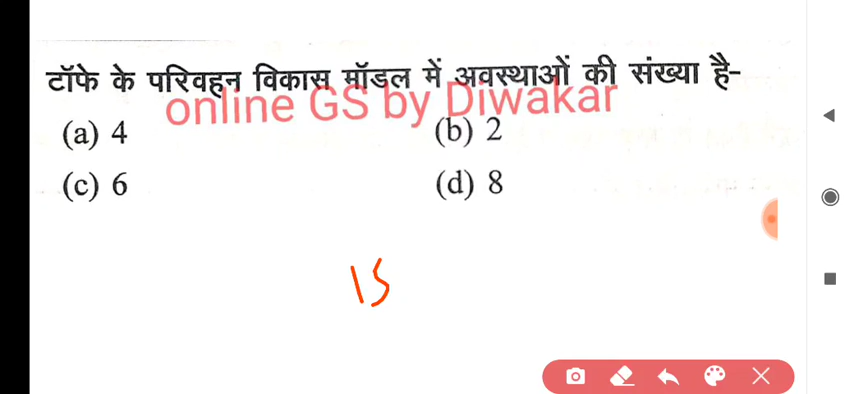 टॉफे के परिवहन विकास मॉडल में अवस्थाओं की संख्या है-
online GS by Diwakar
(a) 4 (b) 2
(c) 6 (d) 8
15